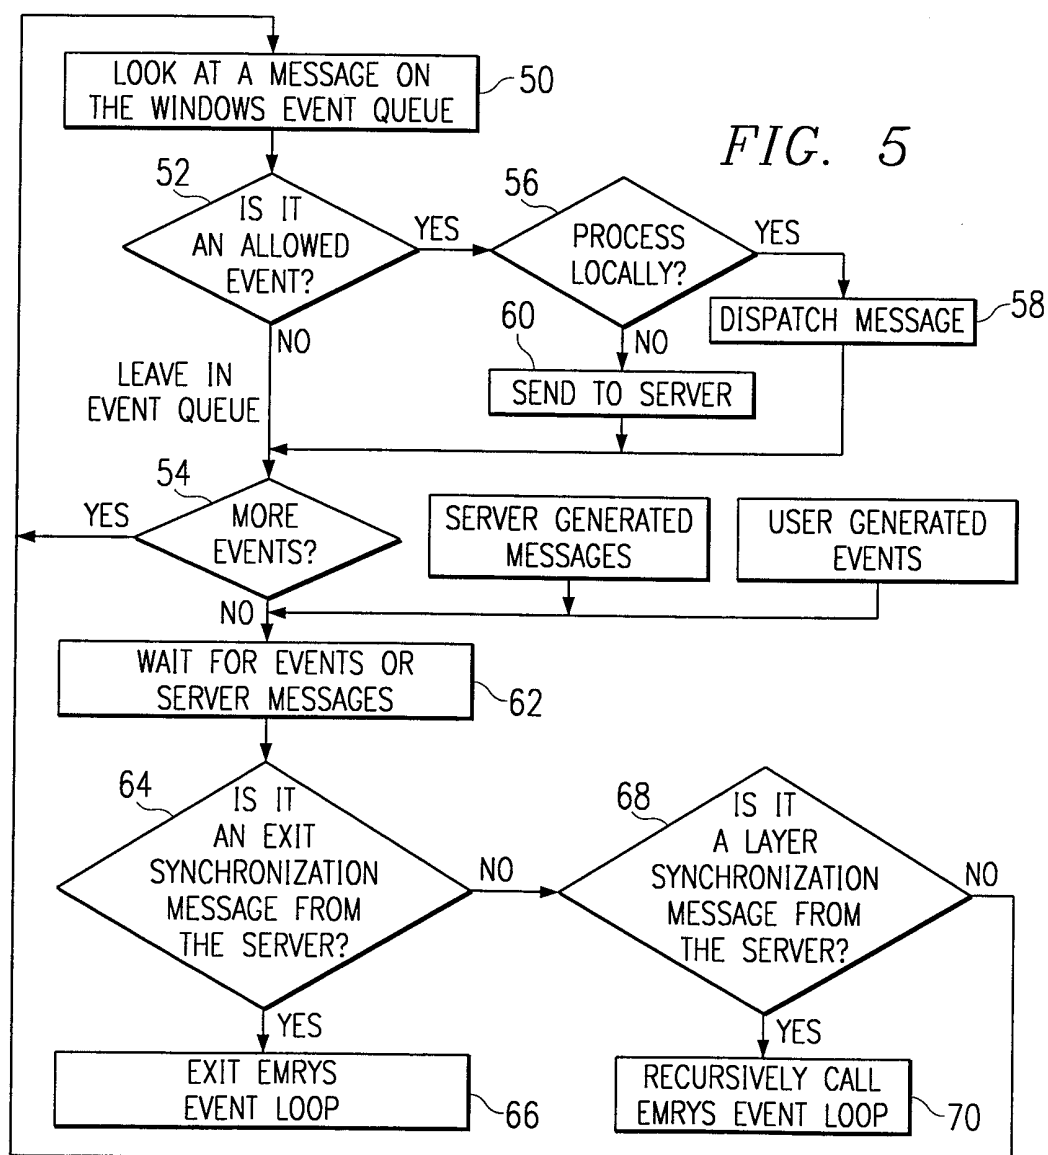 LOOK AT A MESSAGE ON
THE WINDOWS EVENT QUEUE
50
FIG. 5
52
IS IT
AN ALLOWED
EVENT?
YES
56
PROCESS
LOCALLY?
YES
NO
LEAVE IN
EVENT QUEUE
60
NO
DISPATCH MESSAGE
58
SEND TO SERVER
54
MORE
EVENTS?
YES
SERVER GENERATED
MESSAGES
USER GENERATED
EVENTS
NO
WAIT FOR EVENTS OR
SERVER MESSAGES
62
64
IS IT
AN EXIT
SYNCHRONIZATION
MESSAGE FROM
THE SERVER?
NO
68
IS IT
A LAYER
SYNCHRONIZATION
MESSAGE FROM
THE SERVER?
NO
YES
YES
EXIT EMRYS
EVENT LOOP
66
RECURSIVELY CALL
EMRYS EVENT LOOP
70